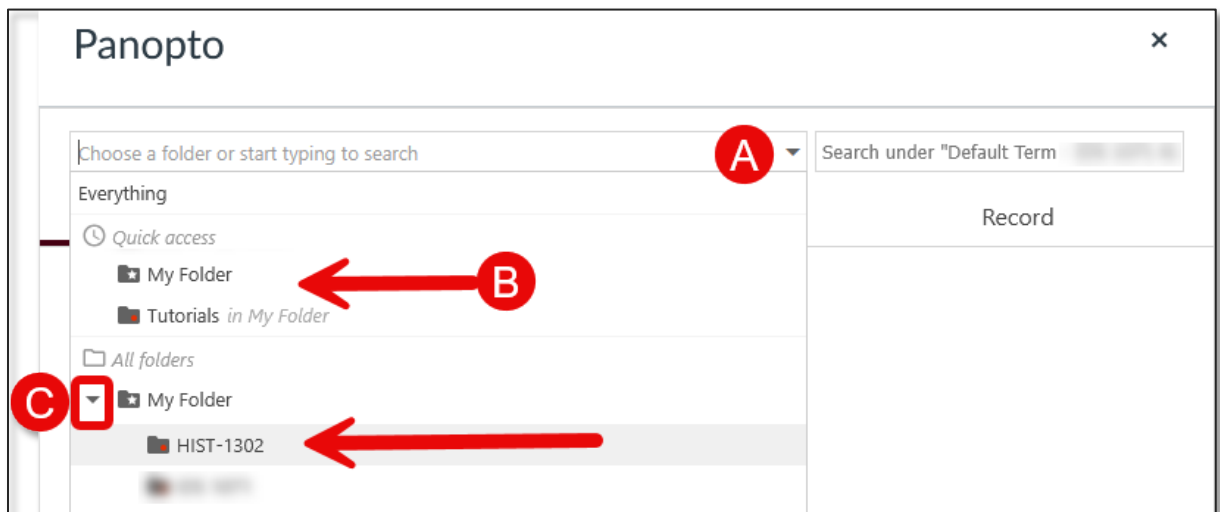 Panopto ×
Choose a folder or start typing to search A Search under "Default Term
Everything
Record
Quick access
My Folder B
Tutorials in My Folder
All folders
C My Folder
HIST-1302